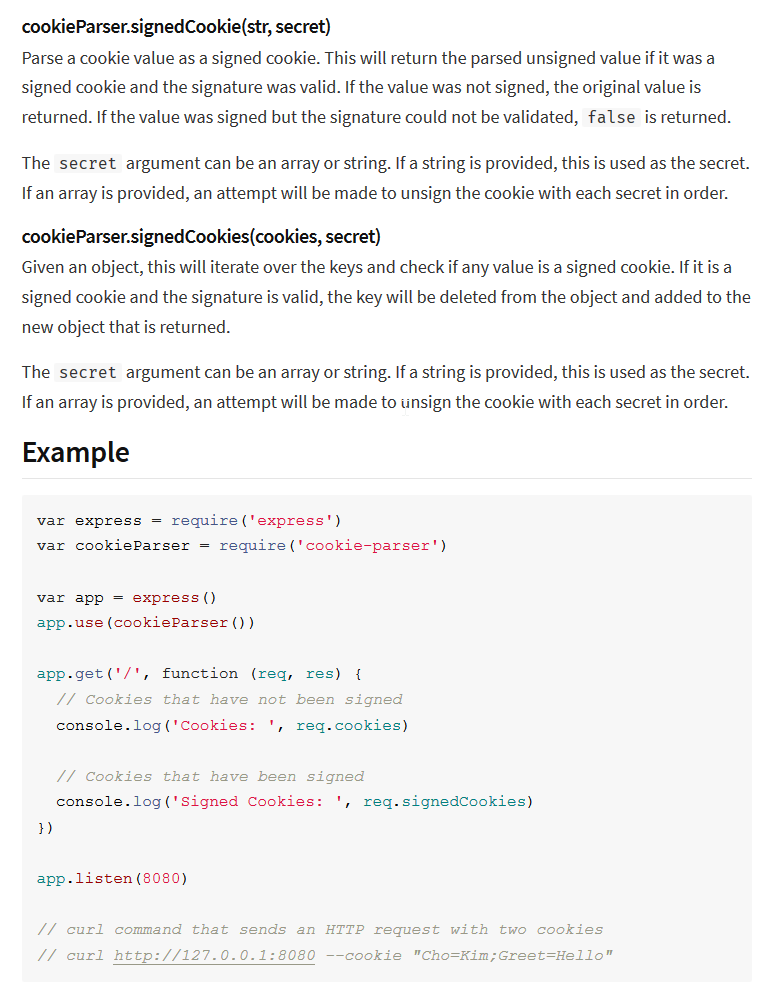 cookieParser.signedCookie(str, secret)
Parse a cookie value as a signed cookie. This will return the parsed unsigned value if it was a
signed cookie and the signature was valid. If the value was not signed, the original value is
returned. If the value was signed but the signature could not be validated, false is returned.
The secret argument can be an array or string. If a string is provided, this is used as the secret.
If an array is provided, an attempt will be made to unsign the cookie with each secret in order.
cookieParser.signedCookies(cookies, secret)
Given an object, this will iterate over the keys and check if any value is a signed cookie. If it is a
signed cookie and the signature is valid, the key will be deleted from the object and added to the
new object that is returned.
The secret argument can be an array or string. If a string is provided, this is used as the secret.
If an array is provided, an attempt will be made to unsign the cookie with each secret in order.
Example
var express = require('express')
var cookieParser = require('cookie-parser')
var app = express()
app.use(cookieParser())
app.get('/', function (req, res) {
  // Cookies that have not been signed
  console.log('Cookies: ', req.cookies)
  // Cookies that have been signed
  console.log('Signed Cookies: ', req.signedCookies)
})
app.listen(8080)
// curl command that sends an HTTP request with two cookies
// curl http://127.0.0.1:8080 --cookie "Cho=Kim;Greet=Hello"